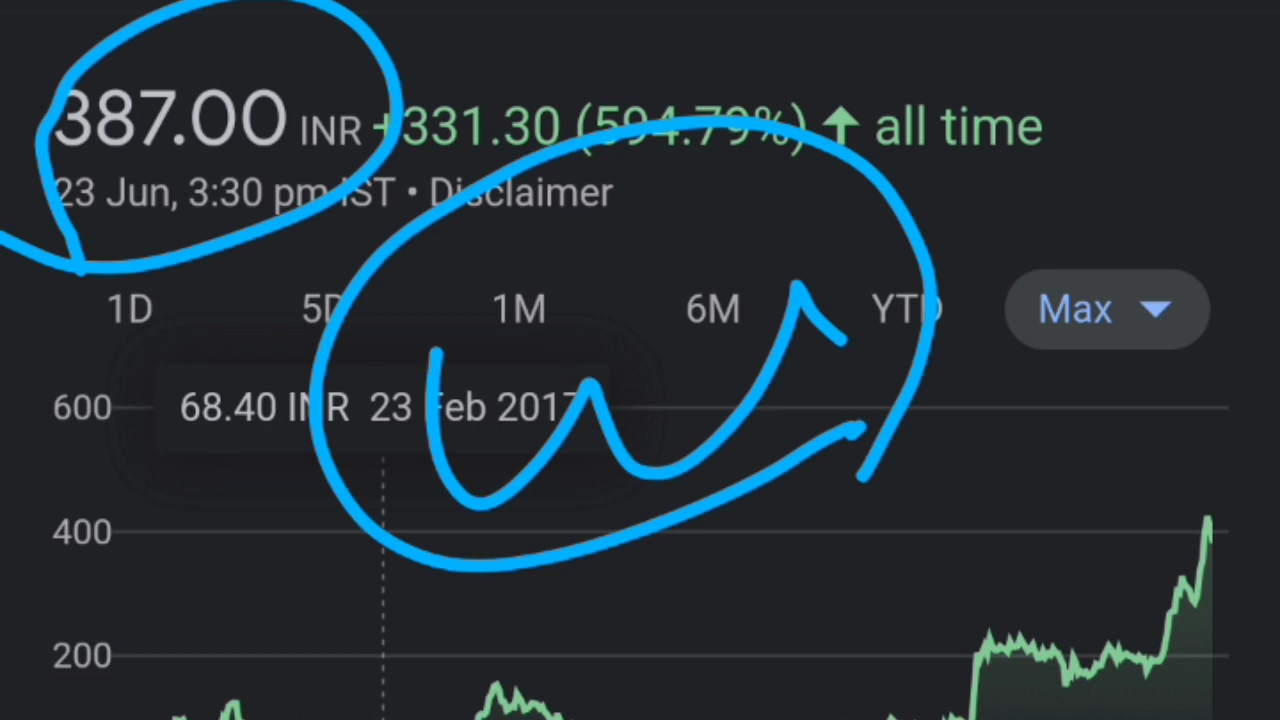 387.00 INR +331.30 (594.79%) ↑ all time
23 Jun, 3:30 pm IST • Disclaimer
1D 5D 1M 6M YTD Max
68.40 INR 23 Feb 2017
600
400
200